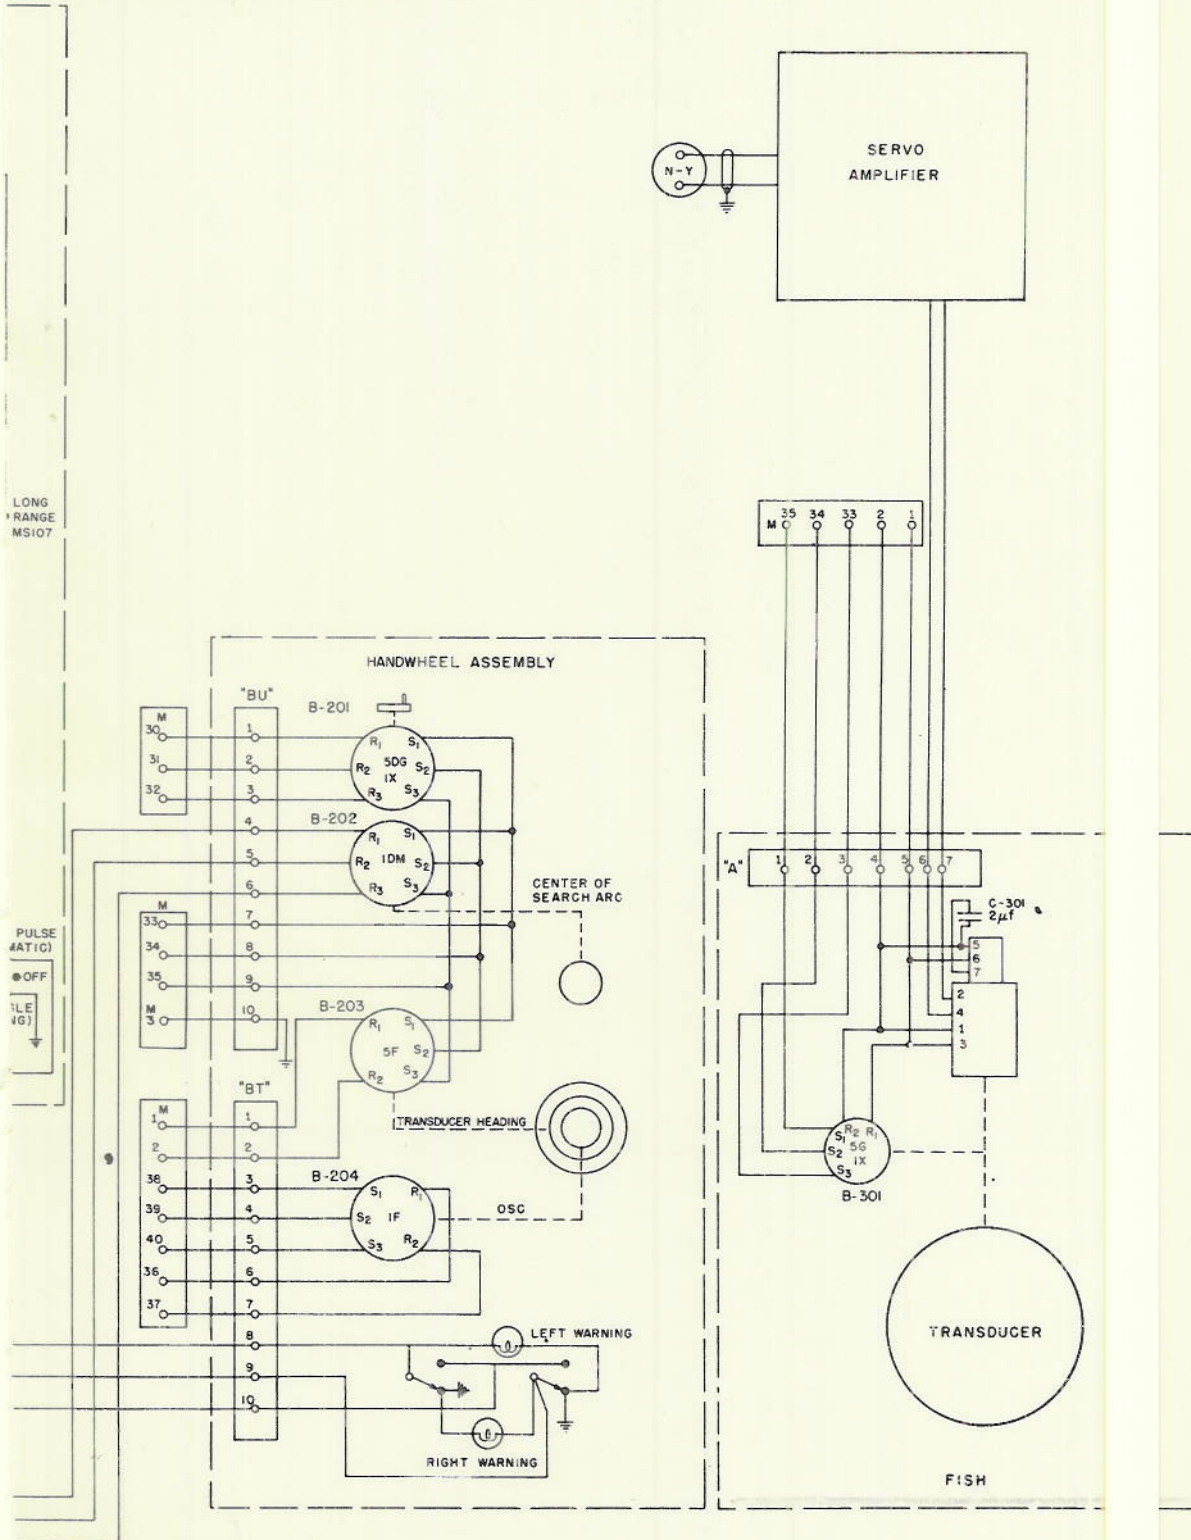 SERVO
AMPLIFIER
N-Y
LONG
RANGE
MS107
M 35 34 33 2 1
HANDWHEEL ASSEMBLY
"BU"
B-201
M
30 1 R1 S1
31 2 R2 5DG S2
1X
32 3 R3 S3
4 B-202 R1 S1
5 R2 1DM S2
6 R3 S3
"A" 1 2 3 4 5 6 7
CENTER OF
SEARCH ARC
C-301
2µf
M
33 7
34 8
35 9
M
3 10
PULSE
OFF
5
6
7
2
4
1
3
B-203
R1 S1
5F S2
R2 S3
"BT"
TRANSDUCER HEADING
M
1 1
2 2
38 3 B-204 S1 R1
39 4 S2 1F OSC
40 5 S3 R2
36 6
37 7
8
9
10
S1 R2 R1
S2 5G
1X
S3
B-301
LEFT WARNING
RIGHT WARNING
TRANSDUCER
FISH